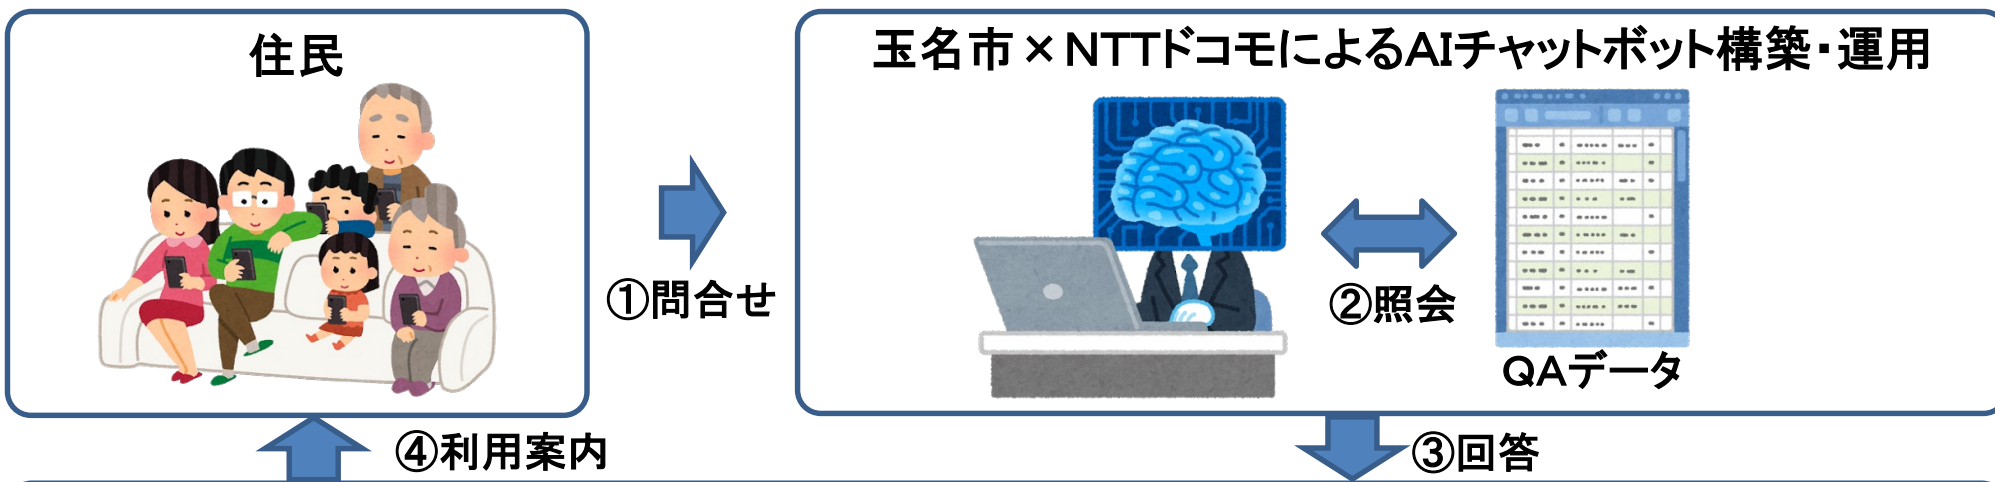 住民
玉名市×NTTドコモによるAIチャットボット構築・運用
①問合せ
②照会
QAデータ
④利用案内
③回答